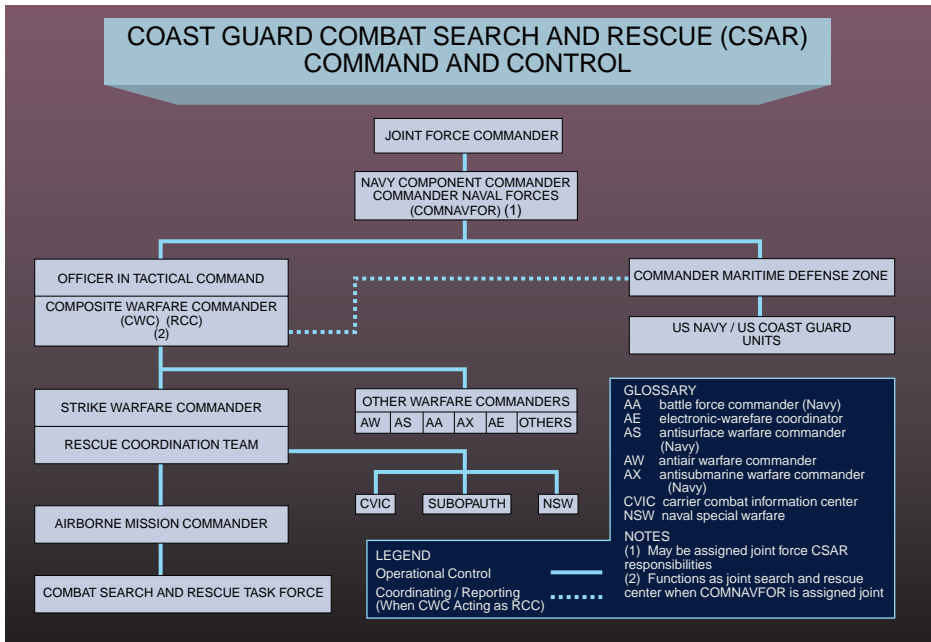 COAST GUARD COMBAT SEARCH AND RESCUE (CSAR)
COMMAND AND CONTROL
JOINT FORCE COMMANDER
NAVY COMPONENT COMMANDER
COMMANDER NAVAL FORCES
(COMNAVFOR) (1)
OFFICER IN TACTICAL COMMAND
COMPOSITE WARFARE COMMANDER
(CWC) (RCC)
(2)
COMMANDER MARITIME DEFENSE ZONE
US NAVY / US COAST GUARD
UNITS
STRIKE WARFARE COMMANDER
RESCUE COORDINATION TEAM
OTHER WARFARE COMMANDERS
AW AS AA AX AE OTHERS
CVIC SUBOPAUTH NSW
AIRBORNE MISSION COMMANDER
COMBAT SEARCH AND RESCUE TASK FORCE
LEGEND
Operational Control
Coordinating / Reporting
(When CWC Acting as RCC)
GLOSSARY
AA battle force commander (Navy)
AE electronic-warefare coordinator
AS antisurface warfare commander
(Navy)
AW antiair warfare commander
AX antisubmarine warfare commander
(Navy)
CVIC carrier combat information center
NSW naval special warfare
NOTES
(1) May be assigned joint force CSAR
responsibilities
(2) Functions as joint search and rescue
center when COMNAVFOR is assigned joint